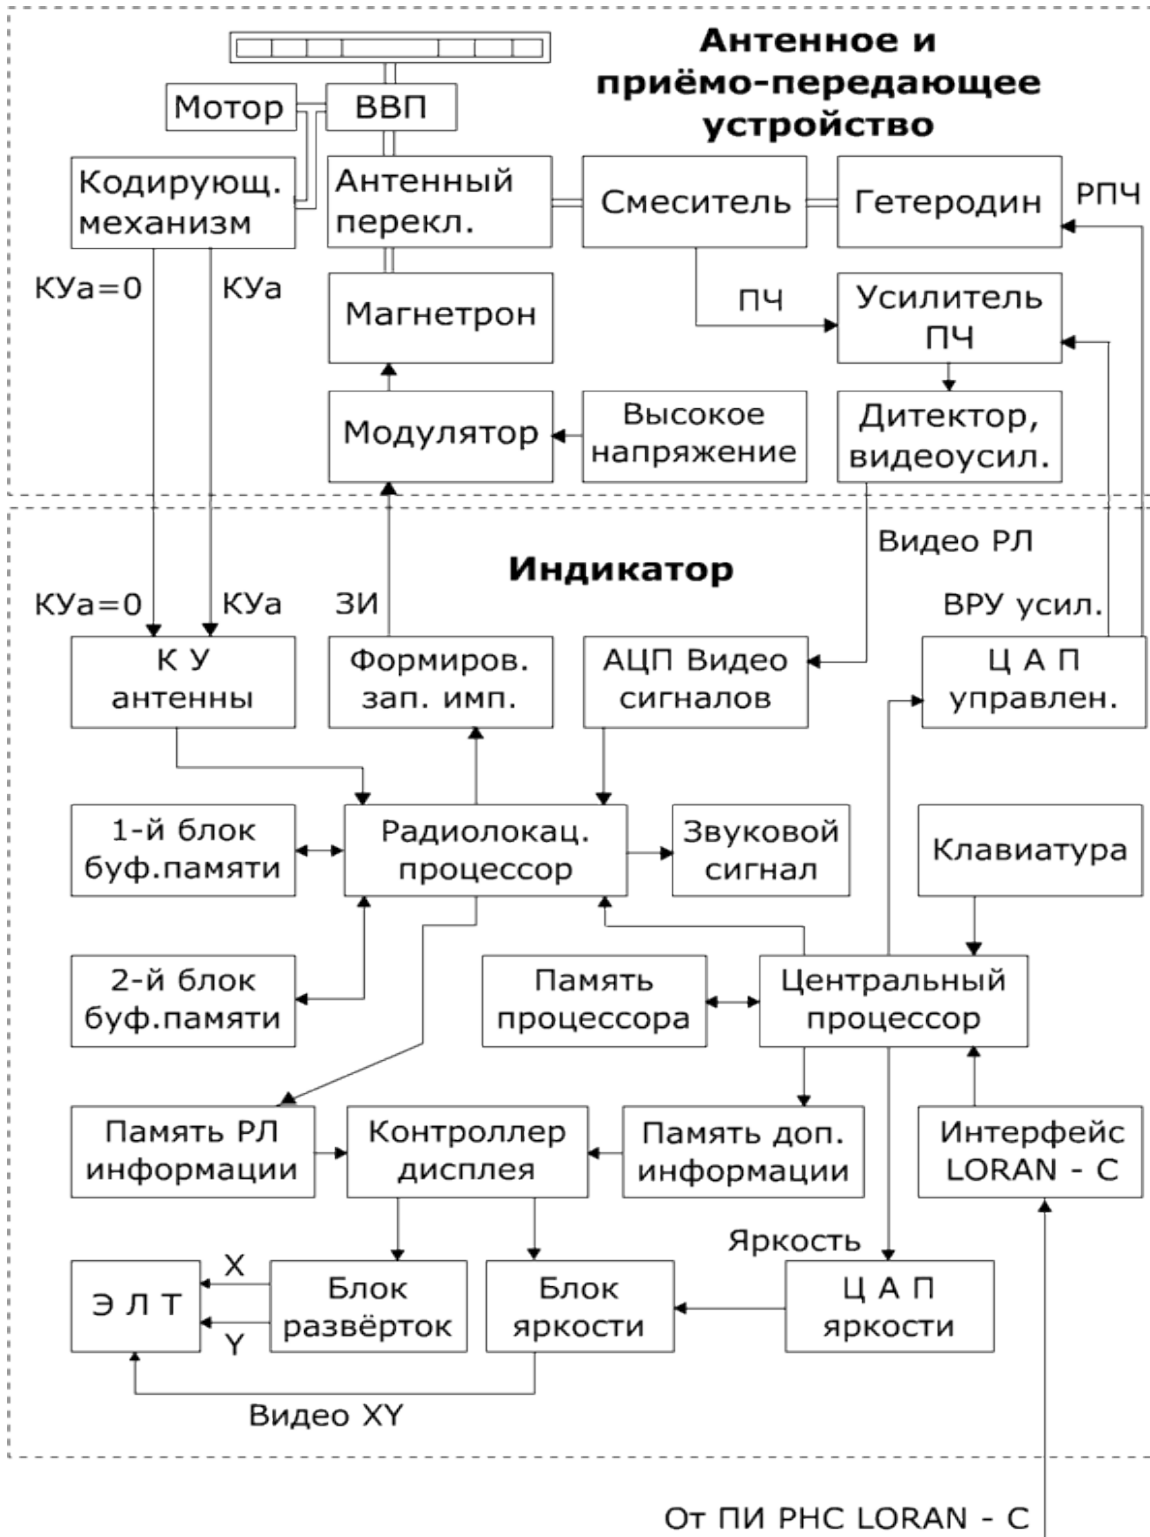 Антенное и
приёмо-передающее
устройство
Мотор
ВВП
Кодирующ.
механизм
Антенный
перекл.
Смеситель
Гетеродин
РПЧ
КУа=0
КУа
Магнетрон
ПЧ
Усилитель
ПЧ
Модулятор
Высокое
напряжение
Дитектор,
видеоусил.
Видео РЛ
Индикатор
КУа=0
КУа
ЗИ
ВРУ усил.
К У
антенны
Формиров.
зап. имп.
АЦП Видео
сигналов
Ц А П
управлен.
1-й блок
буф.памяти
Радиолокац.
процессор
Звуковой
сигнал
Клавиатура
2-й блок
буф.памяти
Память
процессора
Центральный
процессор
Память РЛ
информации
Контроллер
дисплея
Память доп.
информации
Интерфейс
LORAN - C
Яркость
Э Л Т
X
Y
Блок
развёрток
Блок
яркости
Ц А П
яркости
Видео XY
От ПИ РНС LORAN - C